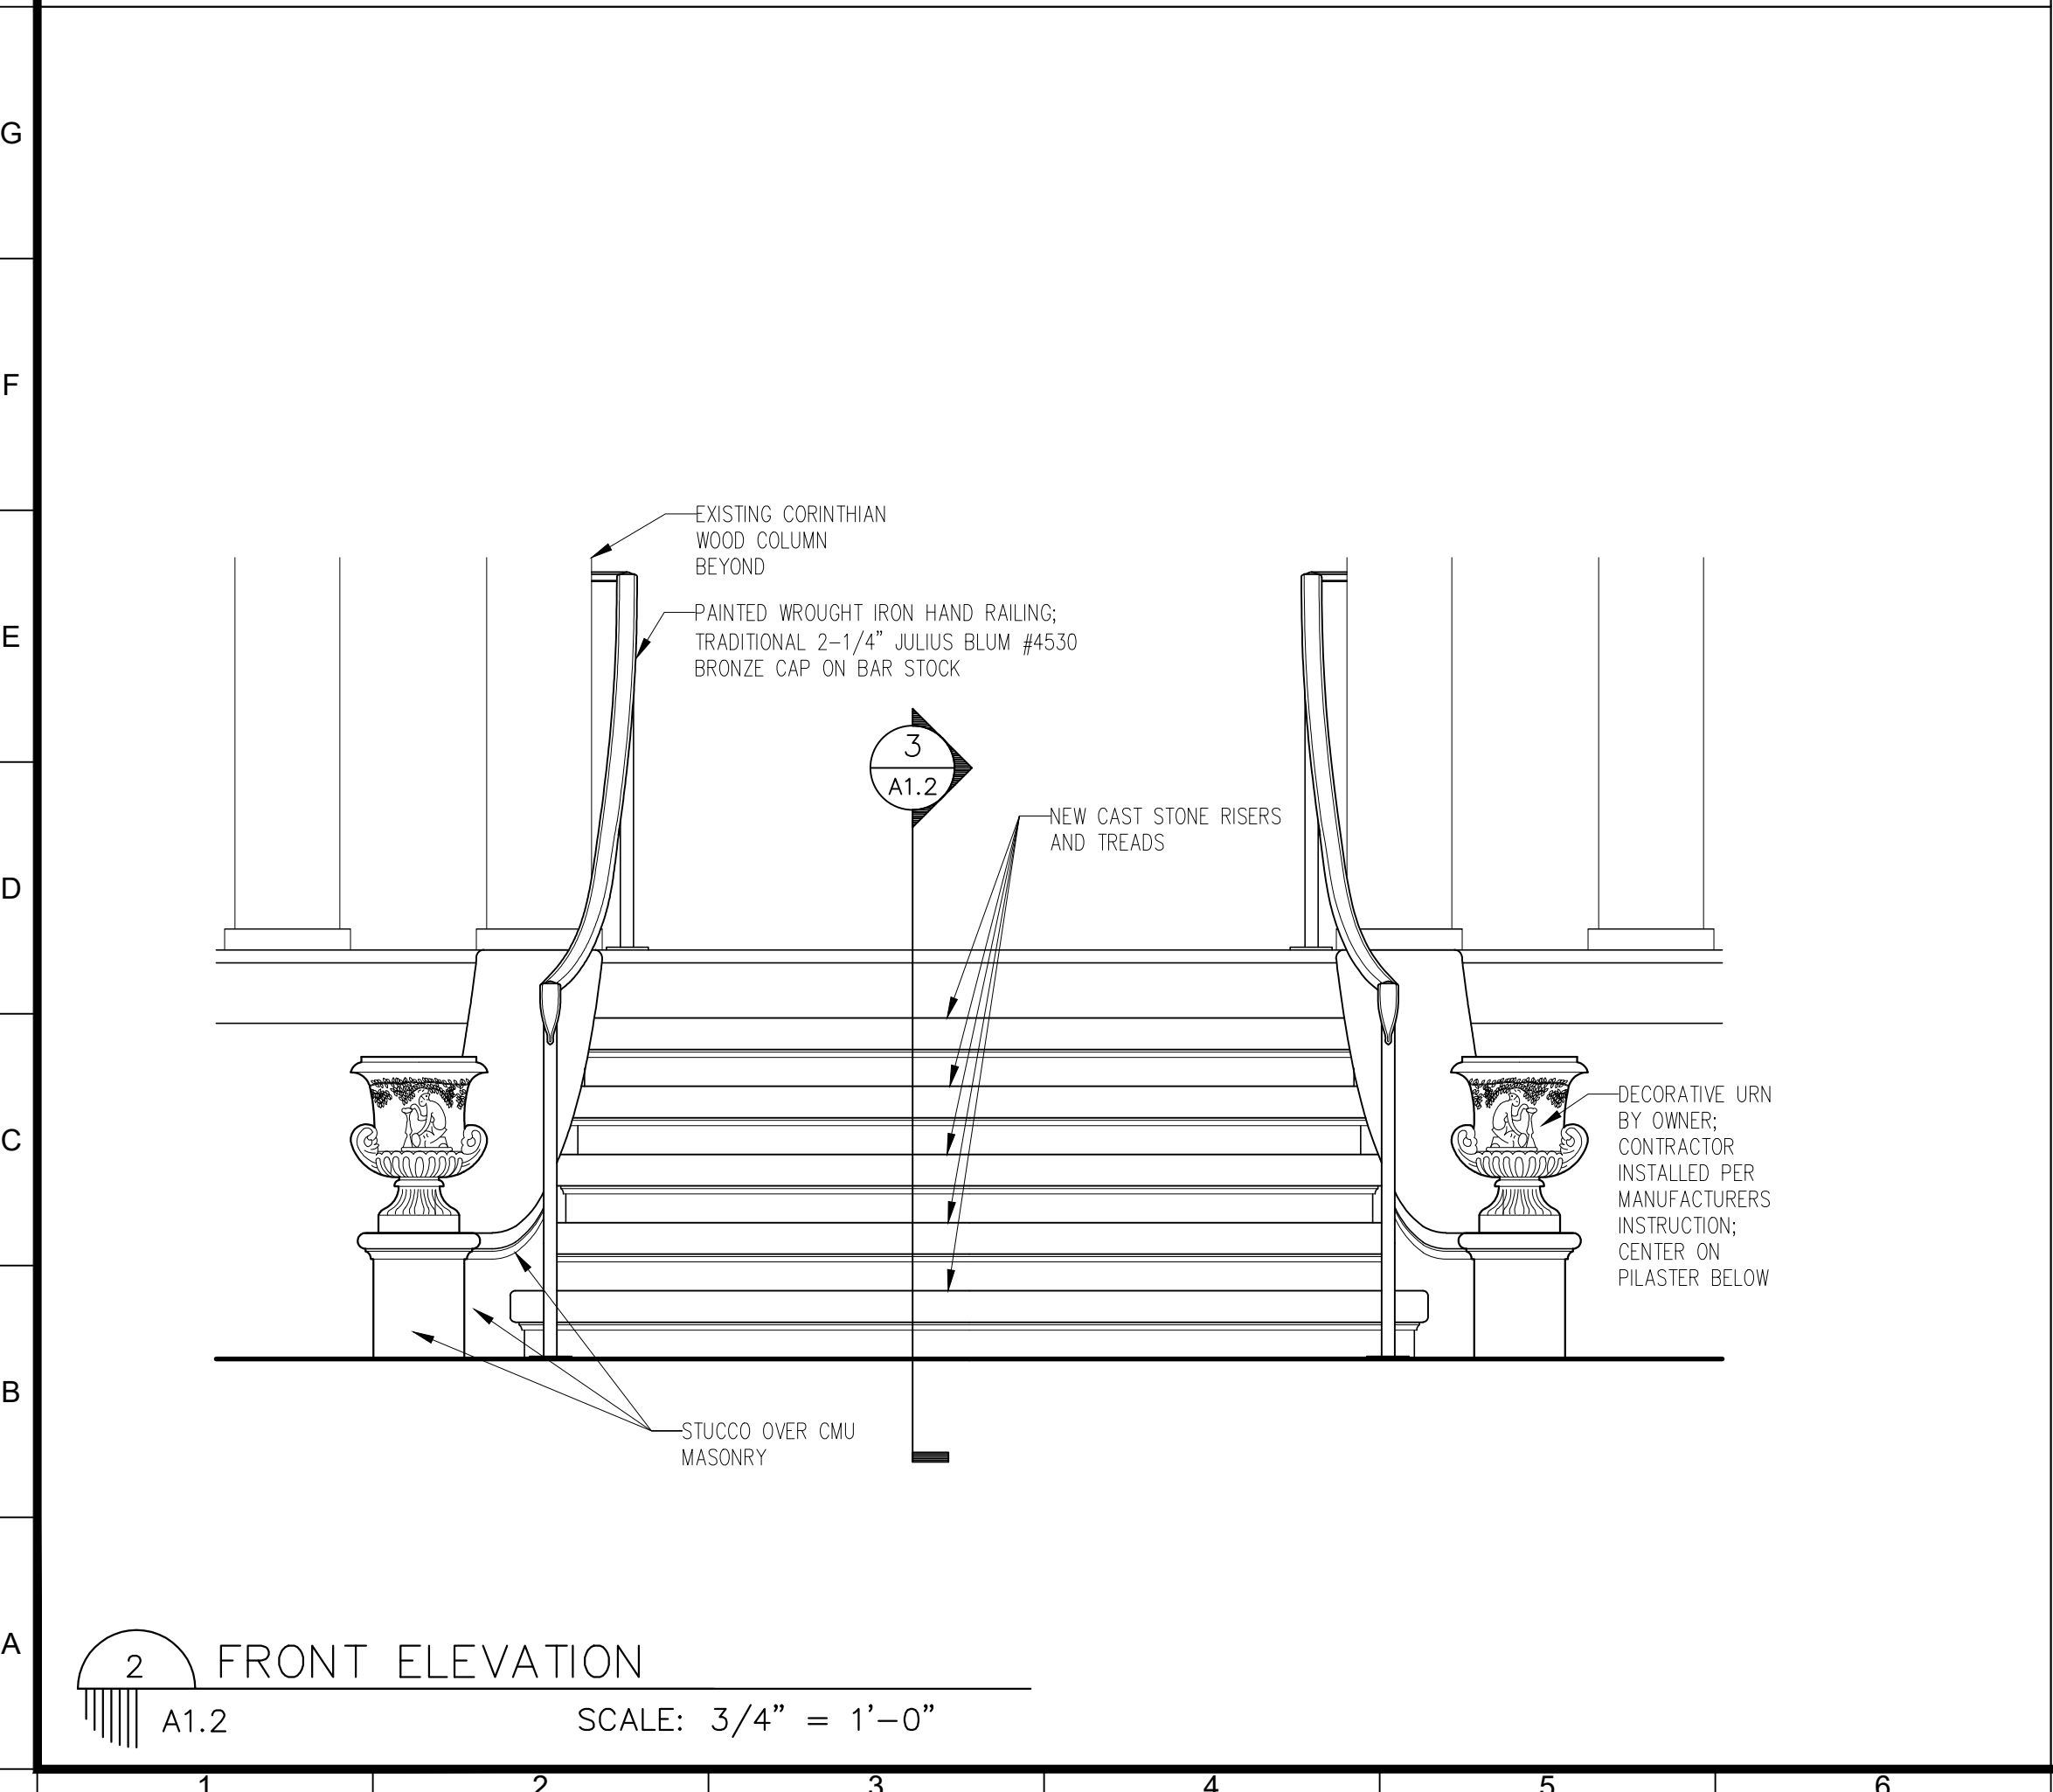 G
F
EXISTING CORINTHIAN
WOOD COLUMN
BEYOND
E
PAINTED WROUGHT IRON HAND RAILING;
TRADITIONAL 2-1/4" JULIUS BLUM #4530
BRONZE CAP ON BAR STOCK
3
A1.2
NEW CAST STONE RISERS
AND TREADS
D
DECORATIVE URN
BY OWNER;
CONTRACTOR
INSTALLED PER
MANUFACTURERS
INSTRUCTION;
CENTER ON
PILASTER BELOW
C
B
STUCCO OVER CMU
MASONRY
A
2
FRONT ELEVATION
A1.2
SCALE: 3/4" = 1'-0"
1 2 3 4 5 6